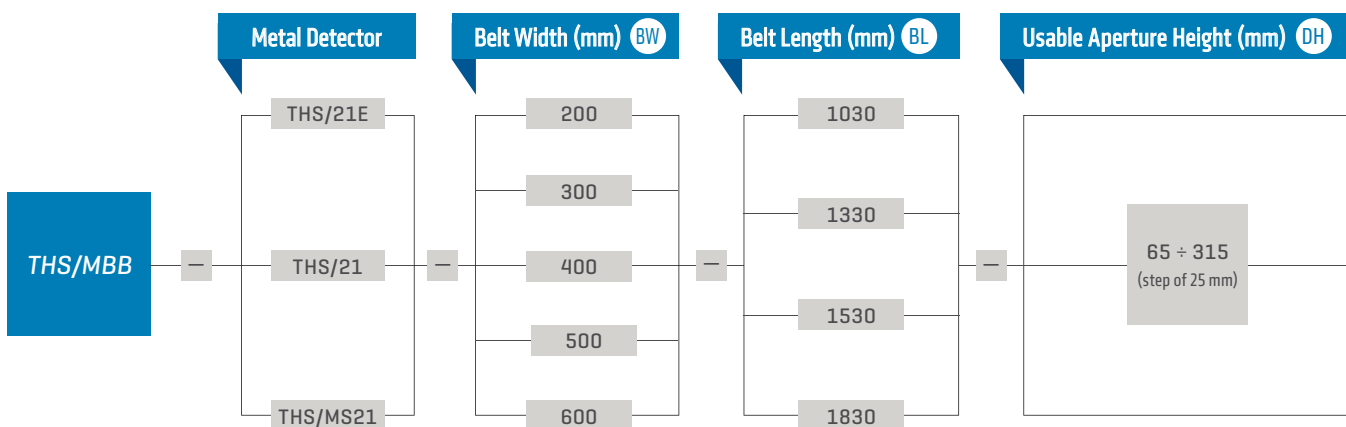 Metal Detector
Belt Width (mm) BW
Belt Length (mm) BL
Usable Aperture Height (mm) DH
THS/21E
200
1030
300
1330
65 ÷ 315
(step of 25 mm)
THS/MBB
—
THS/21
—
400
—
—
1530
500
THS/MS21
600
1830